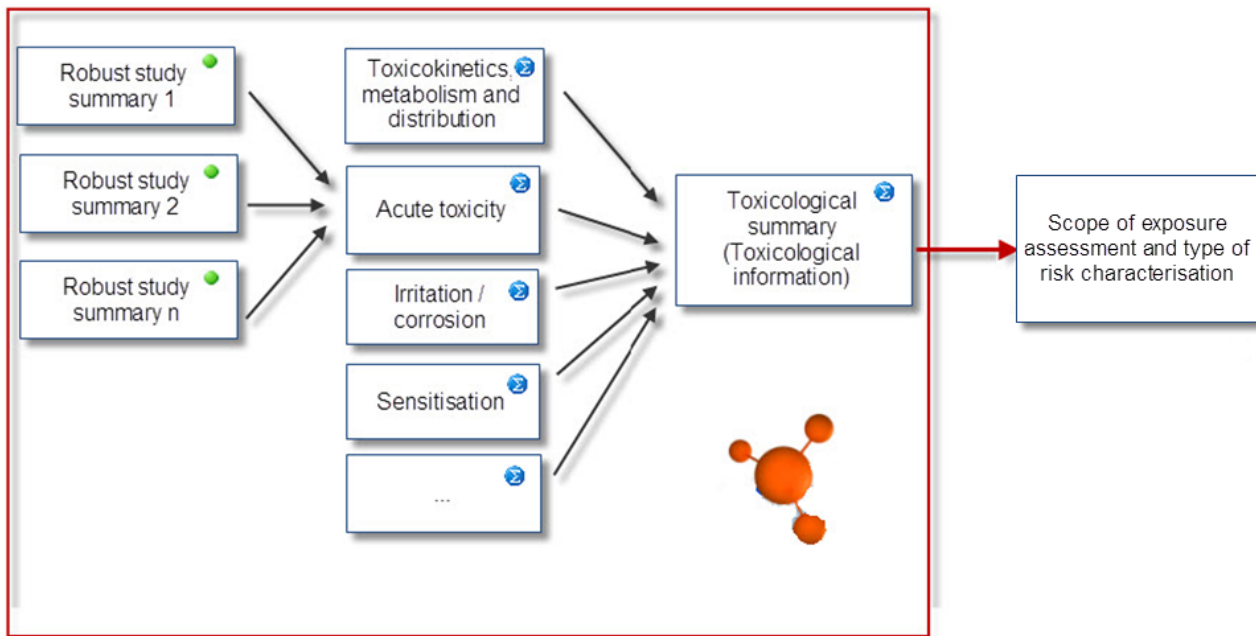 Robust study
summary 1
Robust study
summary 2
Robust study
summary n
Toxicokinetics,
metabolism and
distribution
Σ
Acute toxicity
Σ
Irritation /
corrosion
Σ
Sensitisation
Σ
...
Σ
Toxicological
summary
(Toxicological
information)
Σ
Scope of exposure
assessment and type of
risk characterisation